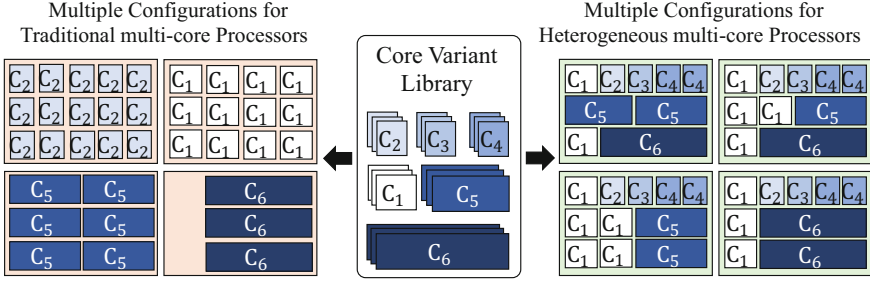 Multiple Configurations for
Traditional multi-core Processors
C2 C2 C2 C2 C2
C2 C2 C2 C2 C2
C2 C2 C2 C2 C2
C1 C1 C1 C1
C1 C1 C1 C1
C1 C1 C1 C1
C5 C5
C5 C5
C5 C5
C6
C6
C6
Core Variant
Library
C2 C3 C4
C1 C5
C6
Multiple Configurations for
Heterogeneous multi-core Processors
C1 C2 C3 C4 C4
C5 C5
C1 C6
C1 C2 C3 C4 C4
C1 C1 C5
C1 C6
C1 C2 C3 C4 C4
C1 C1 C5
C1 C1 C5
C1 C2 C3 C4 C4
C1 C6
C1 C6